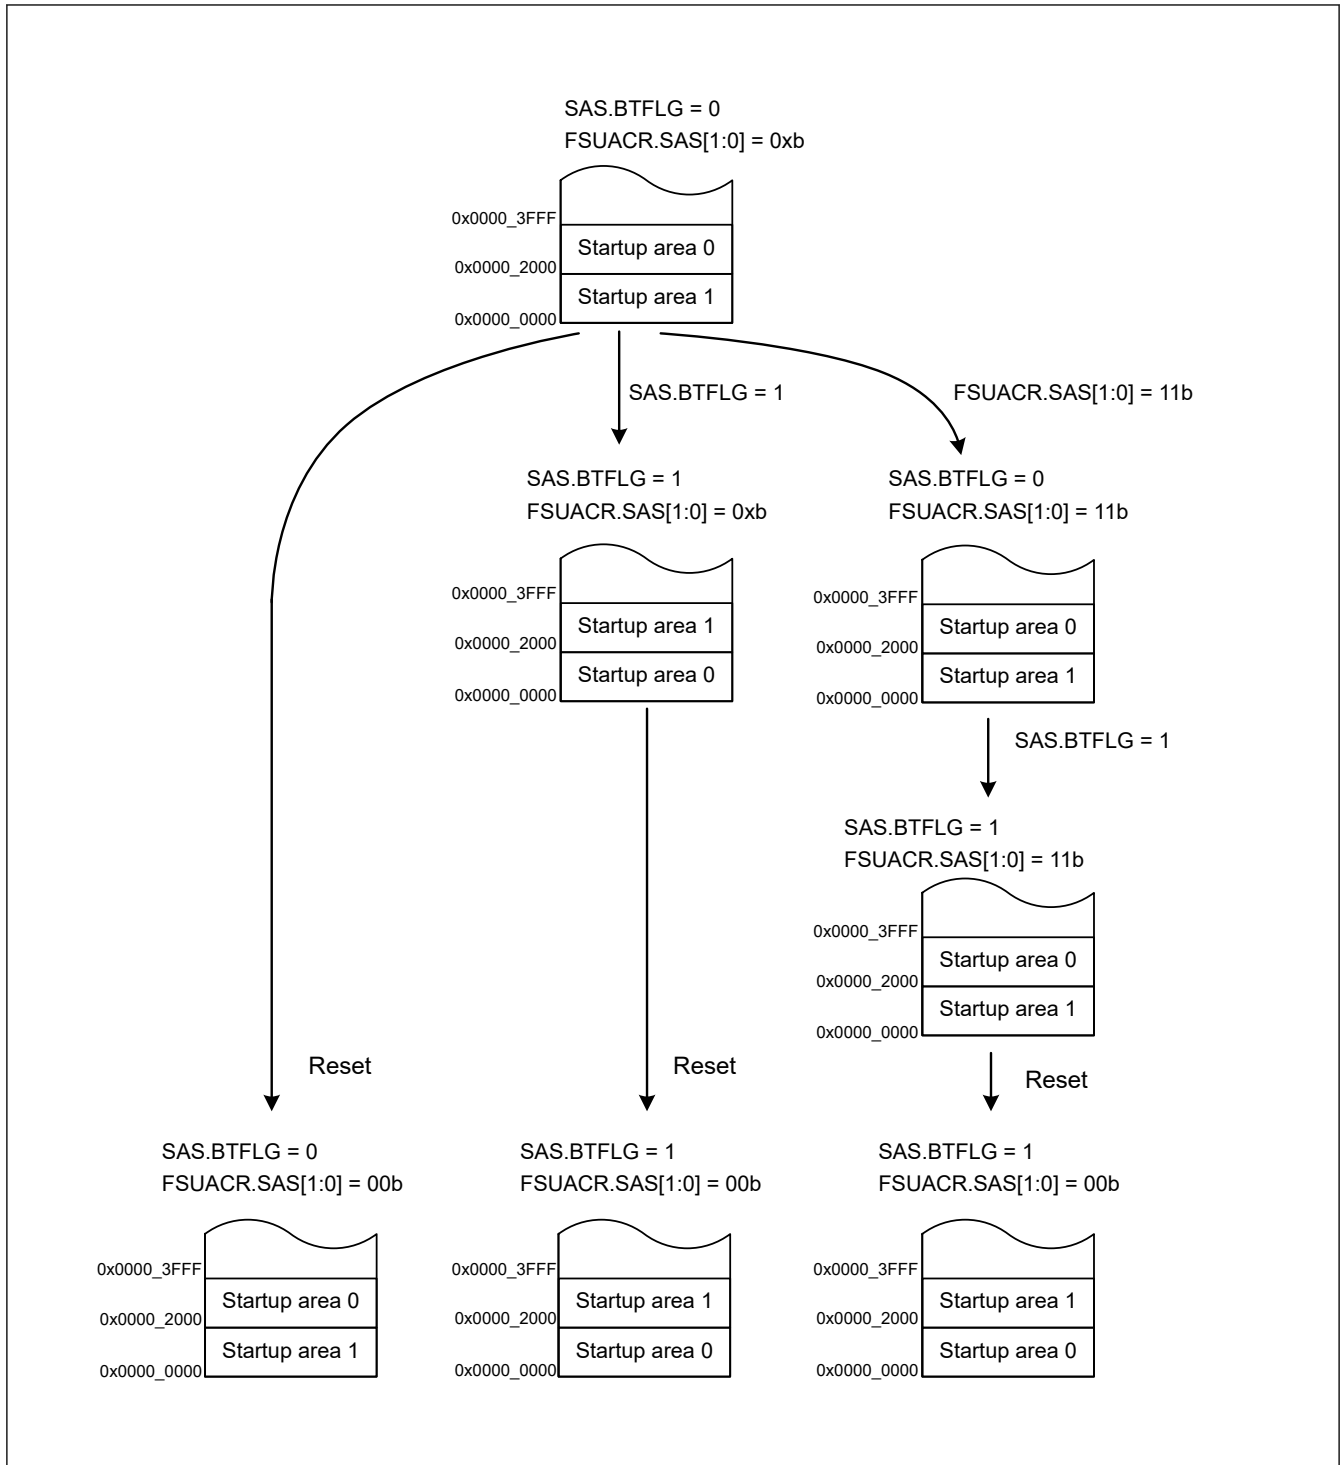 SAS.BTFLG = 0
FSUACR.SAS[1:0] = 0xb
0x0000_3FFF
Startup area 0
0x0000_2000
Startup area 1
0x0000_0000
SAS.BTFLG = 1
FSUACR.SAS[1:0] = 11b
SAS.BTFLG = 1
FSUACR.SAS[1:0] = 0xb
0x0000_3FFF
Startup area 1
0x0000_2000
Startup area 0
0x0000_0000
SAS.BTFLG = 0
FSUACR.SAS[1:0] = 11b
0x0000_3FFF
Startup area 0
0x0000_2000
Startup area 1
0x0000_0000
SAS.BTFLG = 1
SAS.BTFLG = 1
FSUACR.SAS[1:0] = 11b
0x0000_3FFF
Startup area 0
0x0000_2000
Startup area 1
0x0000_0000
Reset
Reset
Reset
SAS.BTFLG = 0
FSUACR.SAS[1:0] = 00b
0x0000_3FFF
Startup area 0
0x0000_2000
Startup area 1
0x0000_0000
SAS.BTFLG = 1
FSUACR.SAS[1:0] = 00b
0x0000_3FFF
Startup area 1
0x0000_2000
Startup area 0
0x0000_0000
SAS.BTFLG = 1
FSUACR.SAS[1:0] = 00b
0x0000_3FFF
Startup area 1
0x0000_2000
Startup area 0
0x0000_0000